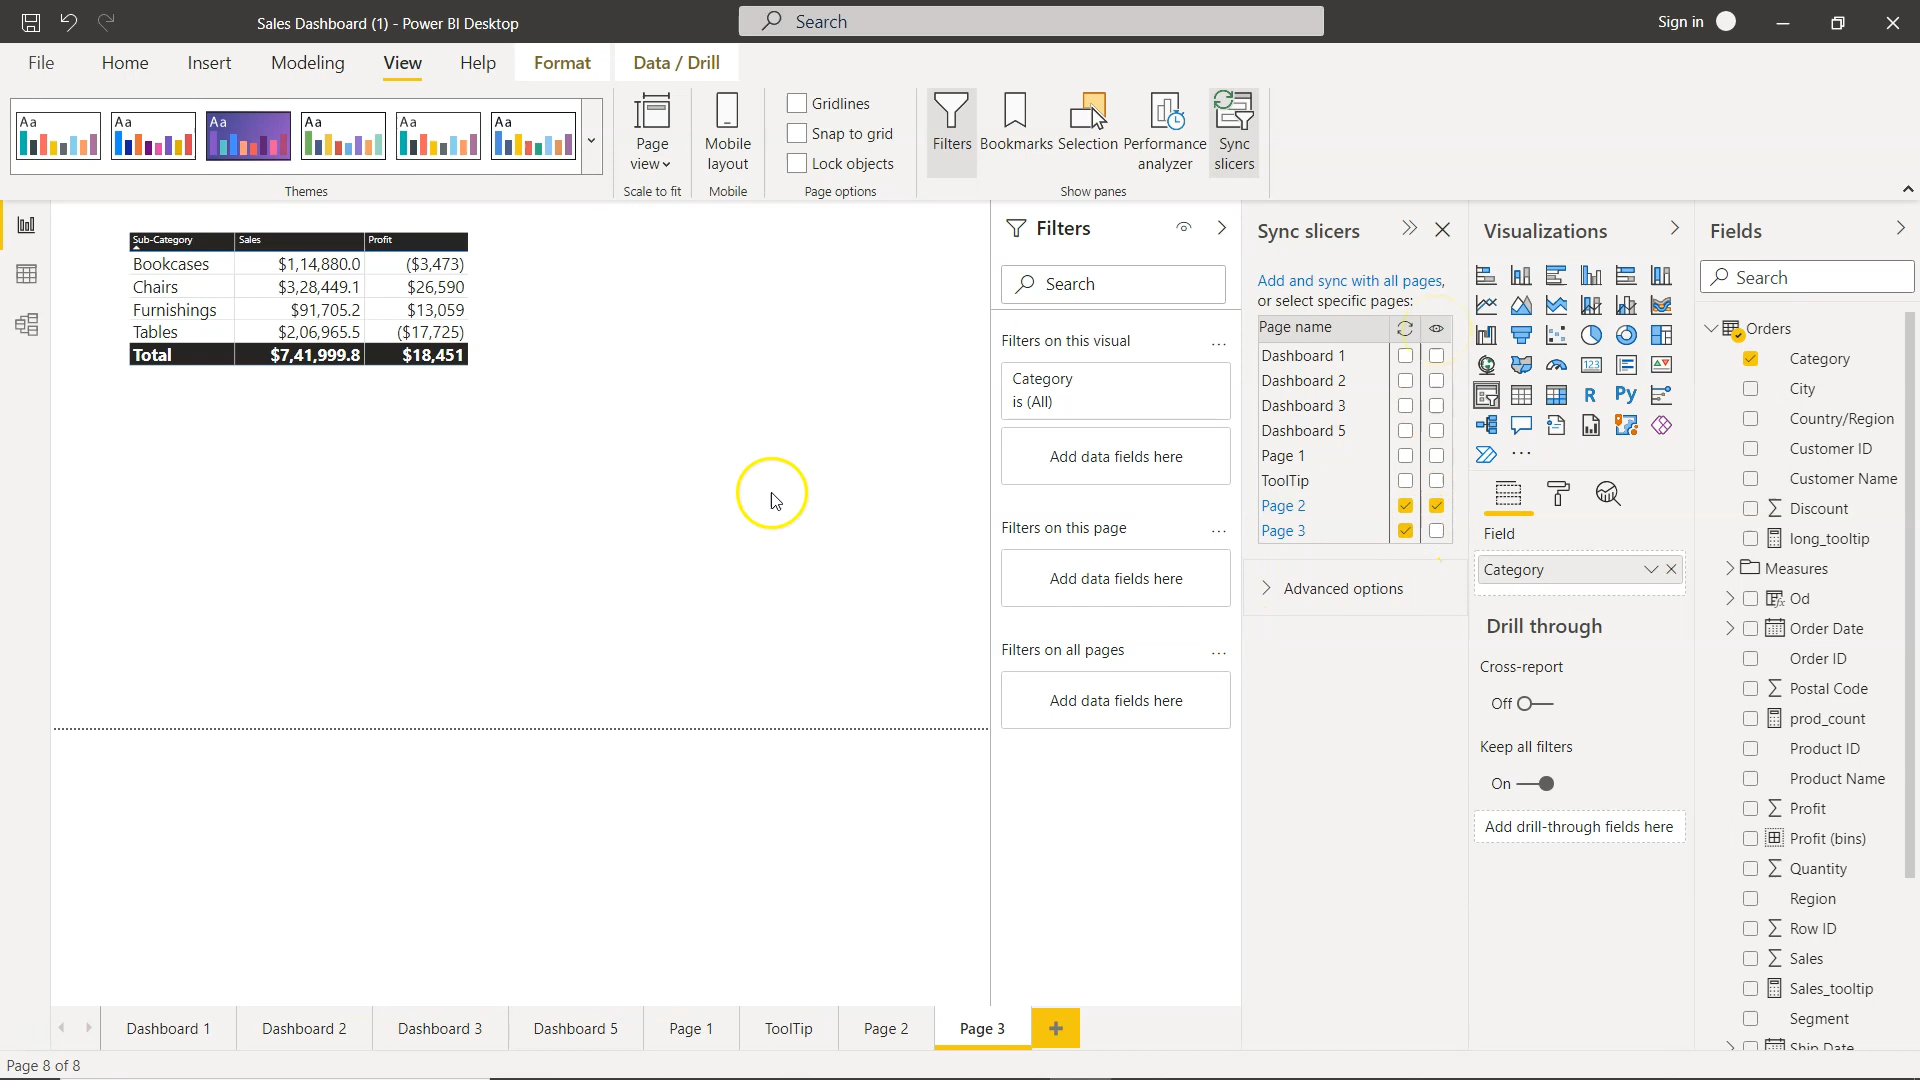 Sales Dashboard (1) - Power BI Desktop
Search
Sign in
File
Home
Insert
Modeling
View
Help
Format
Data / Drill
Aa
Aa
Aa
Aa
Aa
Aa
Themes
Page
view
Scale to fit
Mobile
layout
Mobile
Gridlines
Snap to grid
Lock objects
Page options
Filters
Bookmarks
Selection
Performance
analyzer
Sync
slicers
Show panes
Sub-Category Sales Profit
Bookcases $1,14,880.0 ($3,473)
Chairs $3,28,449.1 $26,590
Furnishings $91,705.2 $13,059
Tables $2,06,965.5 ($17,725)
Total $7,41,999.8 $18,451
Filters
Search
Filters on this visual ...
Category
is (All)
Add data fields here
Filters on this page ...
Add data fields here
Filters on all pages ...
Add data fields here
Sync slicers
Add and sync with all pages,
or select specific pages:
Page name
Dashboard 1
Dashboard 2
Dashboard 3
Dashboard 5
Page 1
ToolTip
Page 2
Page 3
Advanced options
Visualizations
123
R
Py
...
Field
Category
Drill through
Cross-report
Off
Keep all filters
On
Add drill-through fields here
Fields
Search
Orders
Category
City
Country/Region
Customer ID
Customer Name
Discount
long_tooltip
Measures
Od
Order Date
Order ID
Postal Code
prod_count
Product ID
Product Name
Profit
Profit (bins)
Quantity
Region
Row ID
Sales
Sales_tooltip
Segment
Ship Date
Dashboard 1
Dashboard 2
Dashboard 3
Dashboard 5
Page 1
ToolTip
Page 2
Page 3
+
Page 8 of 8